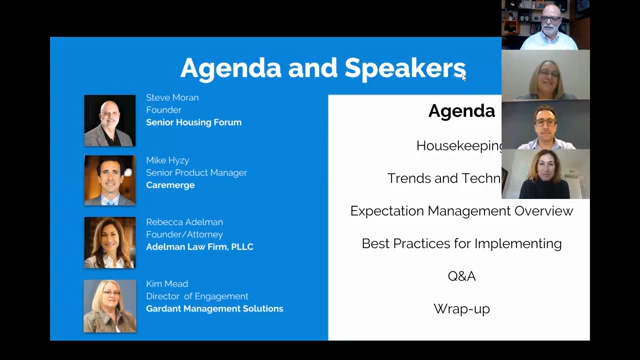 Agenda and Speakers
Steve Moran
Founder
Senior Housing Forum
Mike Hyzy
Senior Product Manager
Caremerge
Rebecca Adelman
Founder/Attorney
Adelman Law Firm, PLLC
Kim Mead
Director of Engagement
Gardant Management Solutions
Agenda
Housekeeping
Trends and Techn
Expectation Management Overview
Best Practices for Implementing
Q&A
Wrap-up